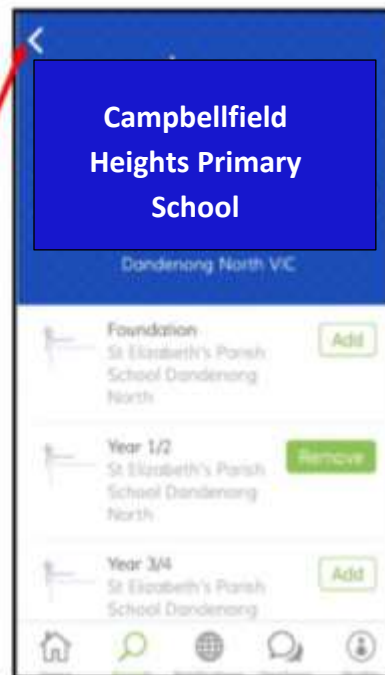 Campbellfield
Heights Primary
School
Dandenong North VIC
Foundation
St Elizabeth's Parish
School Dandenong
North
Add
Year 1/2
St Elizabeth's Parish
School Dandenong
North
Remove
Year 3/4
St Elizabeth's Parish
School Dandenong
Add